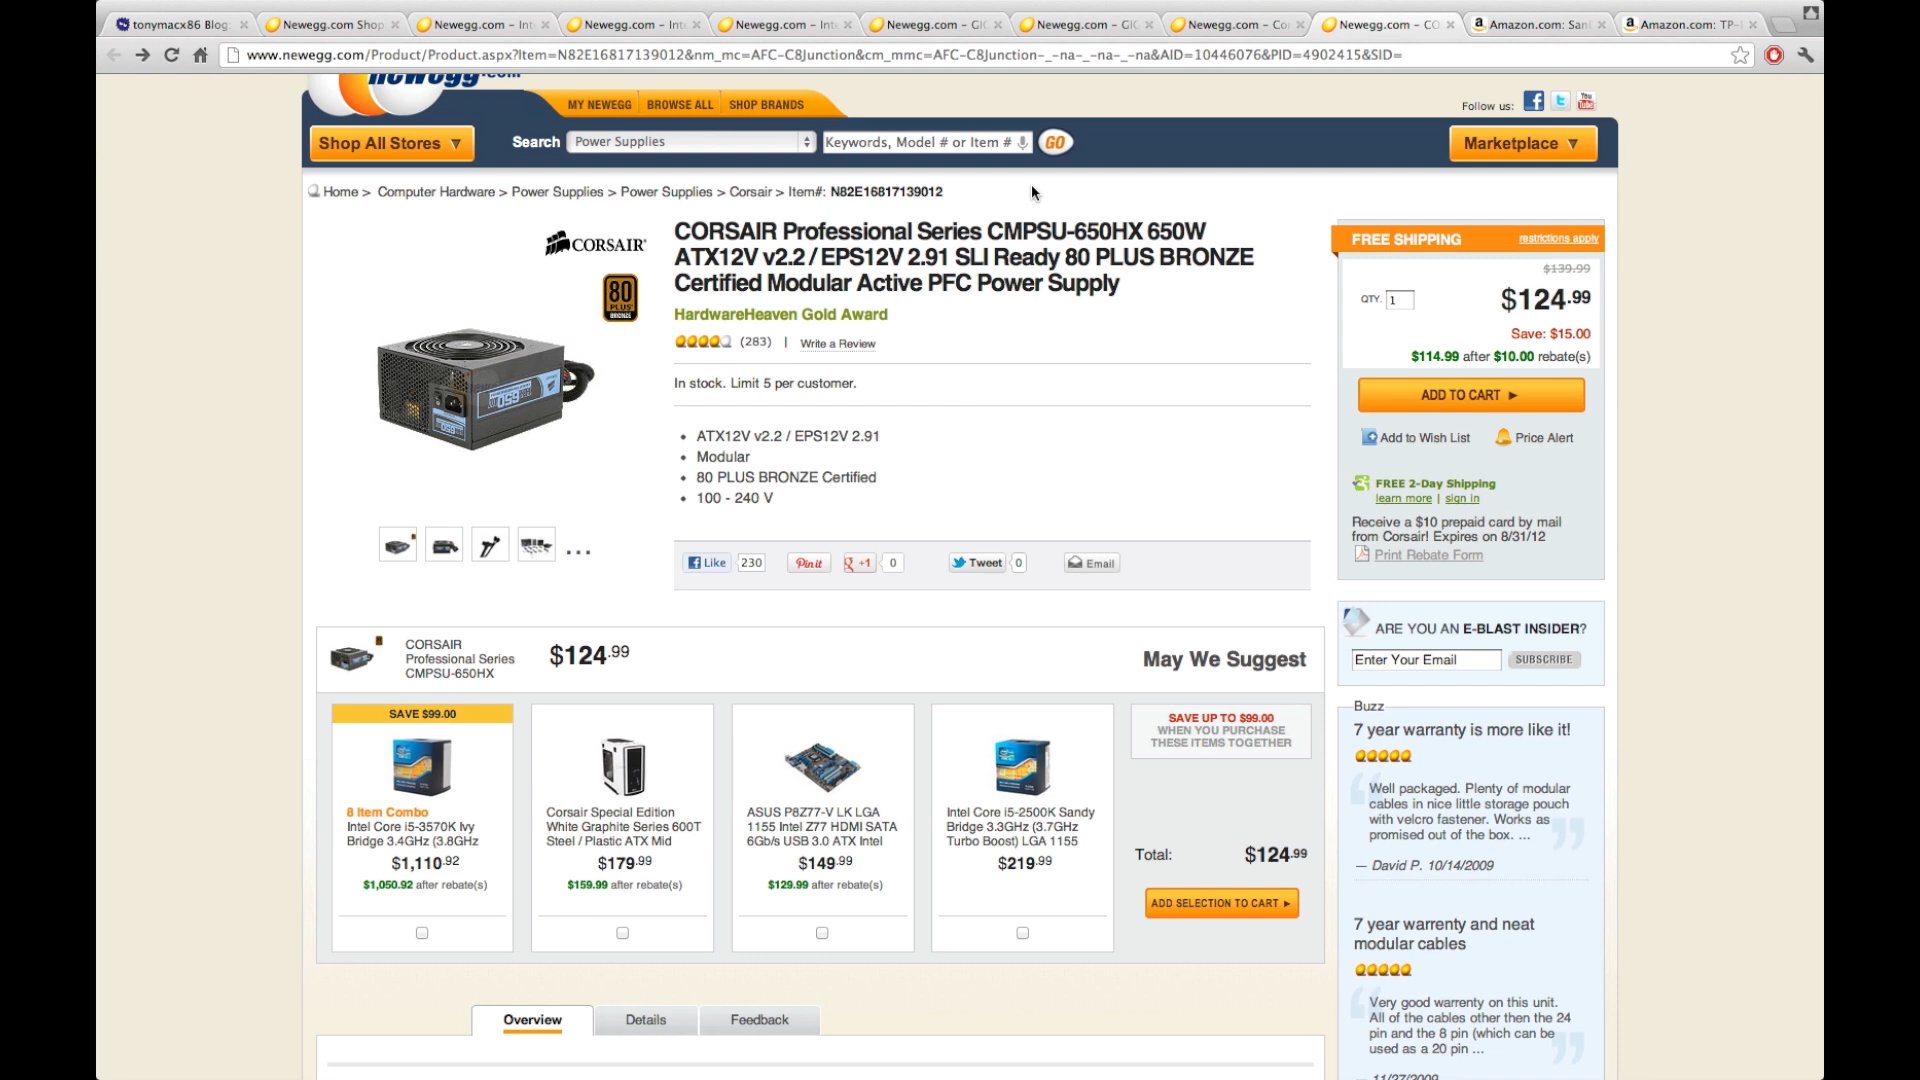 tonymacx86 Blog:
Newegg.com Shop
Newegg.com - Int
Newegg.com - Int
Newegg.com - Int
Newegg.com - GIG
Newegg.com - GIG
Newegg.com - Cor
Newegg.com - CO
Amazon.com: San
Amazon.com: TP-
www.newegg.com/Product/Product.aspx?Item=N82E16817139012&nm_mc=AFC-C8Junction&cm_mmc=AFC-C8Junction-_-na-_-na-_-na&AID=10446076&PID=4902415&SID=
newegg.com
MY NEWEGG
BROWSE ALL
SHOP BRANDS
Follow us:
You Tube
Shop All Stores ▼
Search
Power Supplies
Keywords, Model # or Item #
GO
Marketplace ▼
Home > Computer Hardware > Power Supplies > Power Supplies > Corsair > Item#: N82E16817139012
CORSAIR
80 PLUS BRONZE
CORSAIR Professional Series CMPSU-650HX 650W
ATX12V v2.2 / EPS12V 2.91 SLI Ready 80 PLUS BRONZE
Certified Modular Active PFC Power Supply
HardwareHeaven Gold Award
(283) | Write a Review
In stock. Limit 5 per customer.
• ATX12V v2.2 / EPS12V 2.91
• Modular
• 80 PLUS BRONZE Certified
• 100 - 240 V
...
Like 230
Pin it
+1 0
Tweet 0
Email
FREE SHIPPING restrictions apply
$139.99
QTY. 1 $124.99
Save: $15.00
$114.99 after $10.00 rebate(s)
ADD TO CART ►
Add to Wish List
Price Alert
FREE 2-Day Shipping
learn more | sign in
Receive a $10 prepaid card by mail
from Corsair! Expires on 8/31/12
Print Rebate Form
CORSAIR
Professional Series
CMPSU-650HX
$124.99
May We Suggest
SAVE $99.00
8 Item Combo
Intel Core i5-3570K Ivy
Bridge 3.4GHz (3.8GHz
$1,110.92
$1,050.92 after rebate(s)
Corsair Special Edition
White Graphite Series 600T
Steel / Plastic ATX Mid
$179.99
$159.99 after rebate(s)
ASUS P8Z77-V LK LGA
1155 Intel Z77 HDMI SATA
6Gb/s USB 3.0 ATX Intel
$149.99
$129.99 after rebate(s)
Intel Core i5-2500K Sandy
Bridge 3.3GHz (3.7GHz
Turbo Boost) LGA 1155
$219.99
SAVE UP TO $99.00
WHEN YOU PURCHASE
THESE ITEMS TOGETHER
Total: $124.99
ADD SELECTION TO CART ►
ARE YOU AN E-BLAST INSIDER?
Enter Your Email
SUBSCRIBE
Buzz
7 year warranty is more like it!
Well packaged. Plenty of modular
cables in nice little storage pouch
with velcro fastener. Works as
promised out of the box. ...
— David P. 10/14/2009
7 year warrenty and neat
modular cables
Very good warrenty on this unit.
All of the cables other then the 24
pin and the 8 pin (which can be
used as a 20 pin ...
11/27/2009
Overview
Details
Feedback